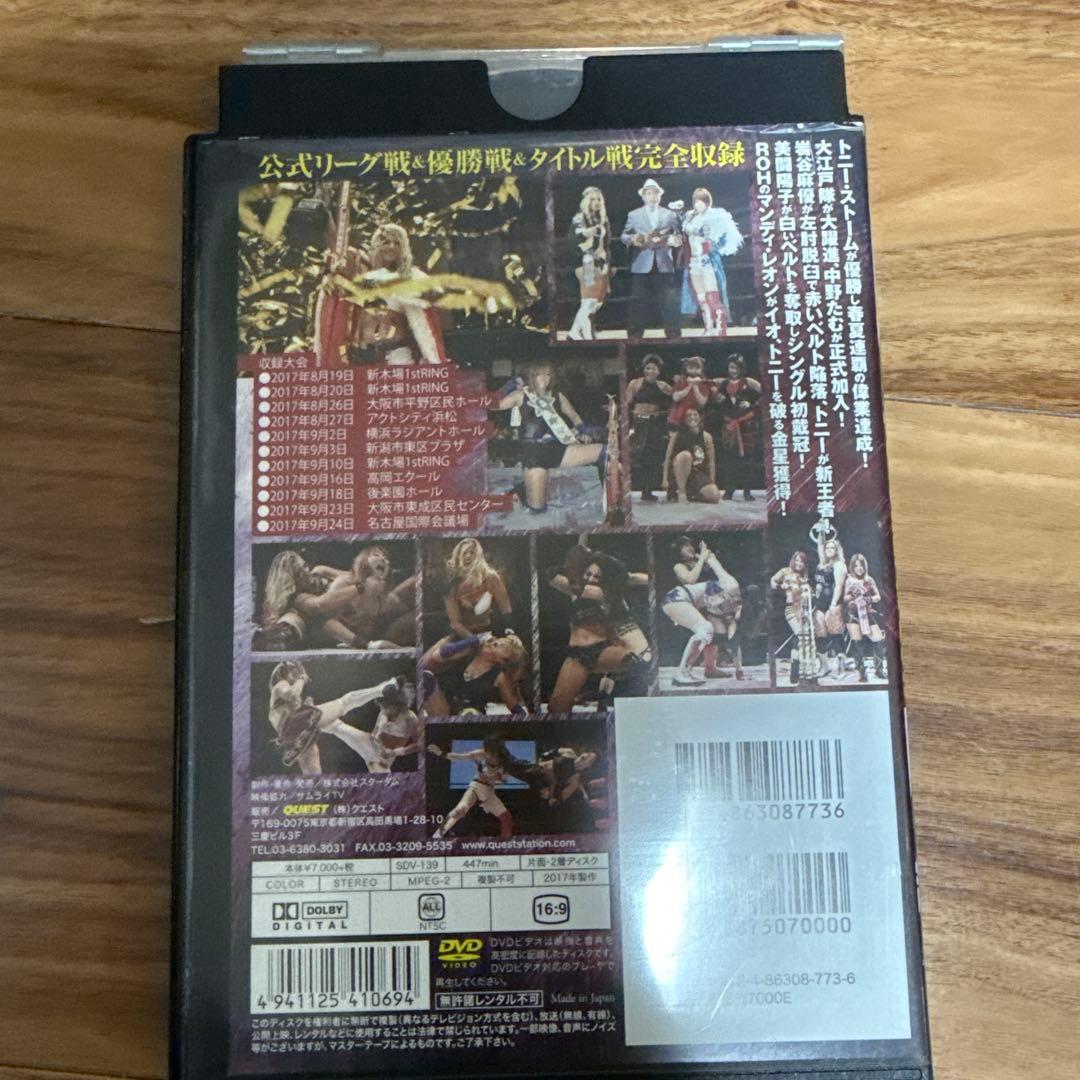 公式リーグ戦&優勝戦&タイトル戦完全収録
トニー・ストームが優勝し春夏連覇の偉業達成!
大江戸隊が大躍進、中野たむが正式加入!
岩谷麻優が左肘脱臼で赤いベルト陥落、トニーが新王者!
美闘陽子が白いベルトを奪取しシングル初戴冠!
ROHのマンディ・レオンがイオ、トニーを破る金星獲得!
収録大会
●2017年8月19日 新木場1stRING
●2017年8月20日 新木場1stRING
●2017年8月26日 大阪市平野区民ホール
●2017年8月27日 アクトシティ浜松
●2017年9月2日 横浜ラジアントホール
●2017年9月3日 新潟市東区プラザ
●2017年9月10日 新木場1stRING
●2017年9月16日 高岡エクール
●2017年9月18日 後楽園ホール
●2017年9月23日 大阪市東成区民センター
●2017年9月24日 名古屋国際会議場
製作・著作・発売/株式会社スターダム
映像協力/サムライTV
販売/QUEST (株)クエスト
〒169-0075東京都新宿区高田馬場1-28-10
三慶ビル3F
TEL.03-6380-3031 FAX.03-3209-5535 www.queststation.com
本体¥7,000+税 SDV-139 447min. 片面・2層ディスク
COLOR STEREO MPEG-2 複製不可 2017年製作
DOLBY
DIGITAL
ALL
NTSC
16:9
4941125410694
DVD
VIDEO
DVDビデオは映像と音声を
高密度に記録したディスクです。
DVDビデオ対応のプレーヤで
再生してください。
無許諾レンタル不可 Made in Japan
このディスクを権利者に無断で複製(異なるテレビジョン方式を含む)、放送(無線、有線)、
公開上映、レンタルなどに使用することは法律で禁じられています。一部映像、音声にノイズ
等がございますが、マスターテープによるものです。ご了承下さい。
63087736
75070000
4-86308-773-6
7000E